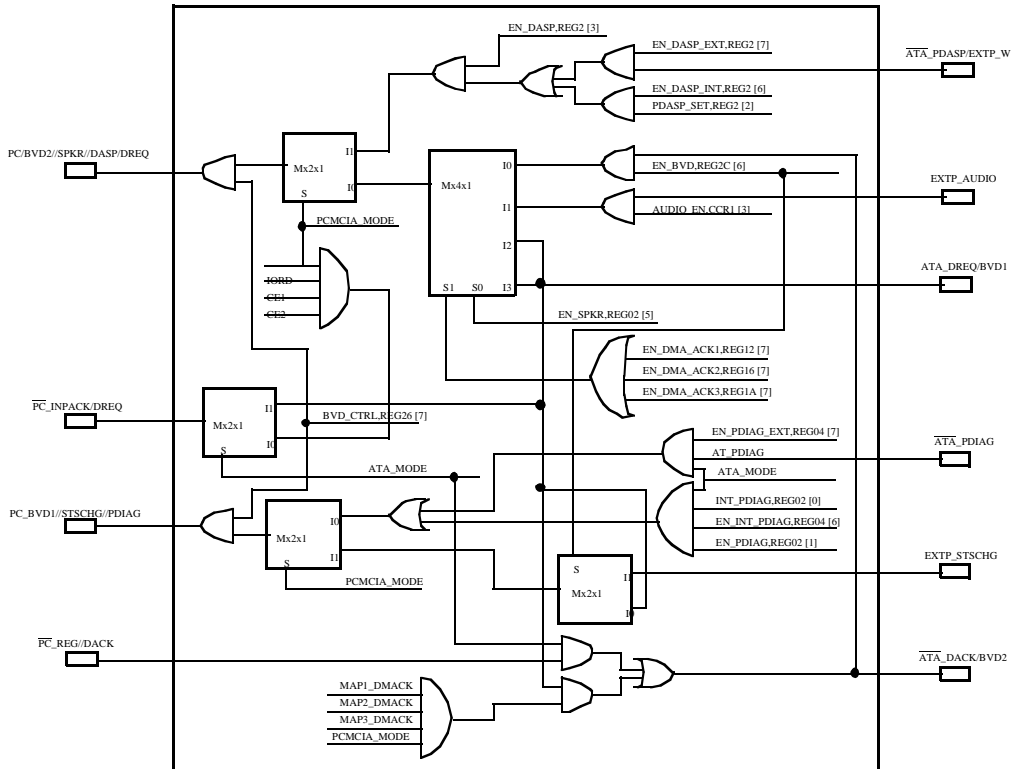 EN_DASP,REG2 [3]
EN_DASP_EXT,REG2 [7]
ATA_PDASP/EXTP_W
EN_DASP_INT,REG2 [6]
PDASP_SET,REG2 [2]
PC/BVD2//SPKR//DASP/DREQ
I1
Mx2x1
I0
S
I0
EN_BVD,REG2C [6]
Mx4x1
EXTP_AUDIO
I1
AUDIO_EN,CCR1 [3]
PCMCIA_MODE
I2
ATA_DREQ/BVD1
IORD
CE1
CE2
S1
S0
I3
EN_SPKR,REG02 [5]
EN_DMA_ACK1,REG12 [7]
EN_DMA_ACK2,REG16 [7]
EN_DMA_ACK3,REG1A [7]
PC_INPACK/DREQ
I1
Mx2x1
BVD_CTRL,REG26 [7]
I0
S
EN_PDIAG_EXT,REG04 [7]
ATA_PDIAG
AT_PDIAG
ATA_MODE
ATA_MODE
PC_BVD1//STSCHG//PDIAG
I0
Mx2x1
I1
S
INT_PDIAG,REG02 [0]
EN_INT_PDIAG,REG04 [6]
EN_PDIAG,REG02 [1]
EXTP_STSCHG
PCMCIA_MODE
S
I1
Mx2x1
I0
PC_REG//DACK
ATA_DACK/BVD2
MAP1_DMACK
MAP2_DMACK
MAP3_DMACK
PCMCIA_MODE